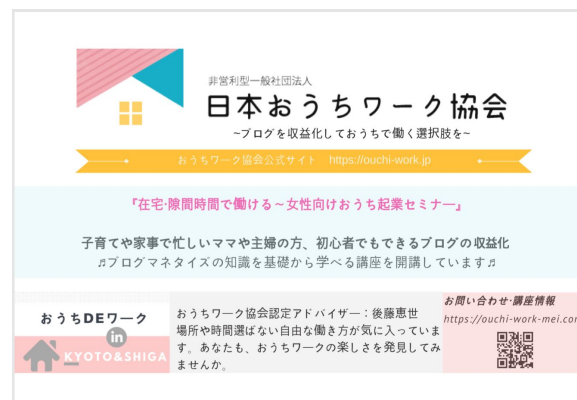 非営利型一般社団法人
日本おうちワーク協会
~ブログを収益化しておうちで働く選択肢を~
おうちワーク協会公式サイト https://ouchi-work.jp
『在宅·隙間時間で働ける～女性向けおうち起業セミナー』
子育てや家事で忙しいママや主婦の方、初心者でもできるブログの収益化
♬ブログマネタイズの知識を基礎から学べる講座を開講しています♬
おうちDEワーク
in
KYOTO&SHIGA
おうちワーク協会認定アドバイザー：後藤恵世
場所や時間選ばない自由な働き方が気に入っていま
す。あなたも、おうちワークの楽しさを発見してみ
ませんか。
お問い合わせ·講座情報
https://ouchi-work-mei.com